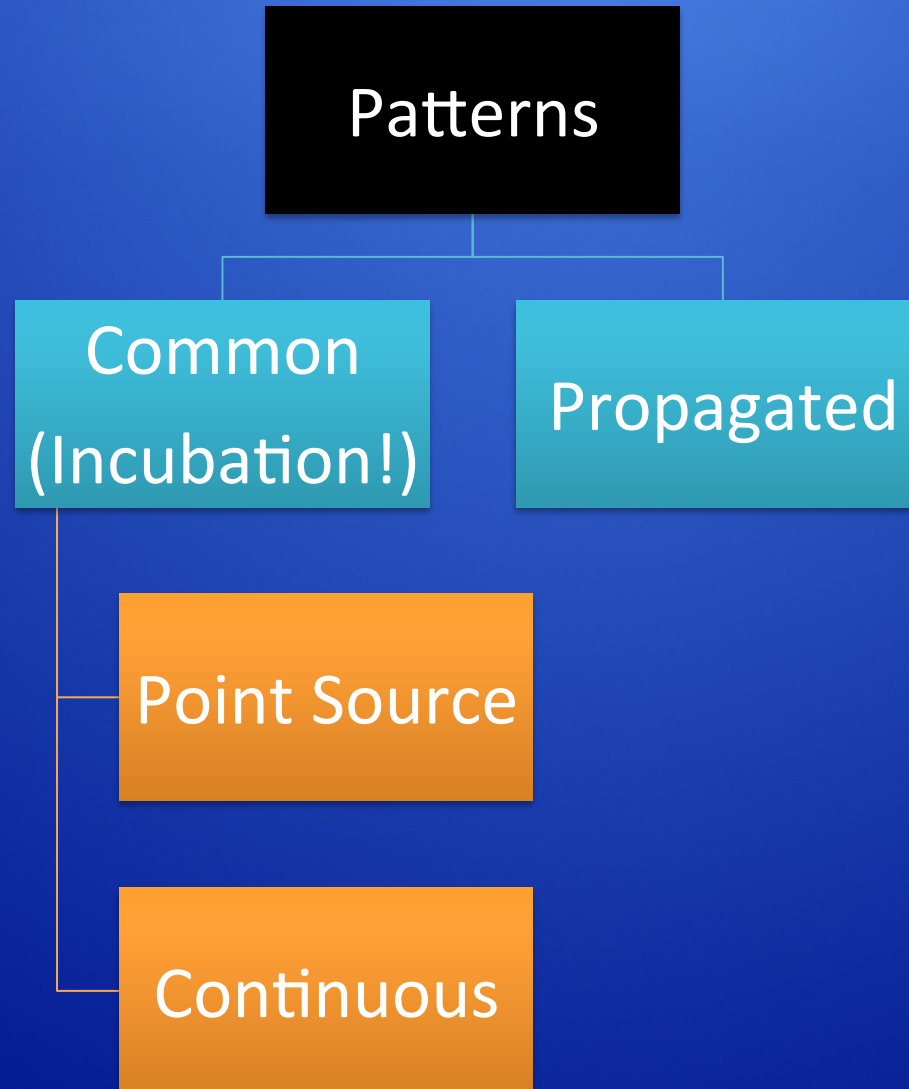 Patterns
Common
(Incubation!)
Propagated
Point Source
Continuous